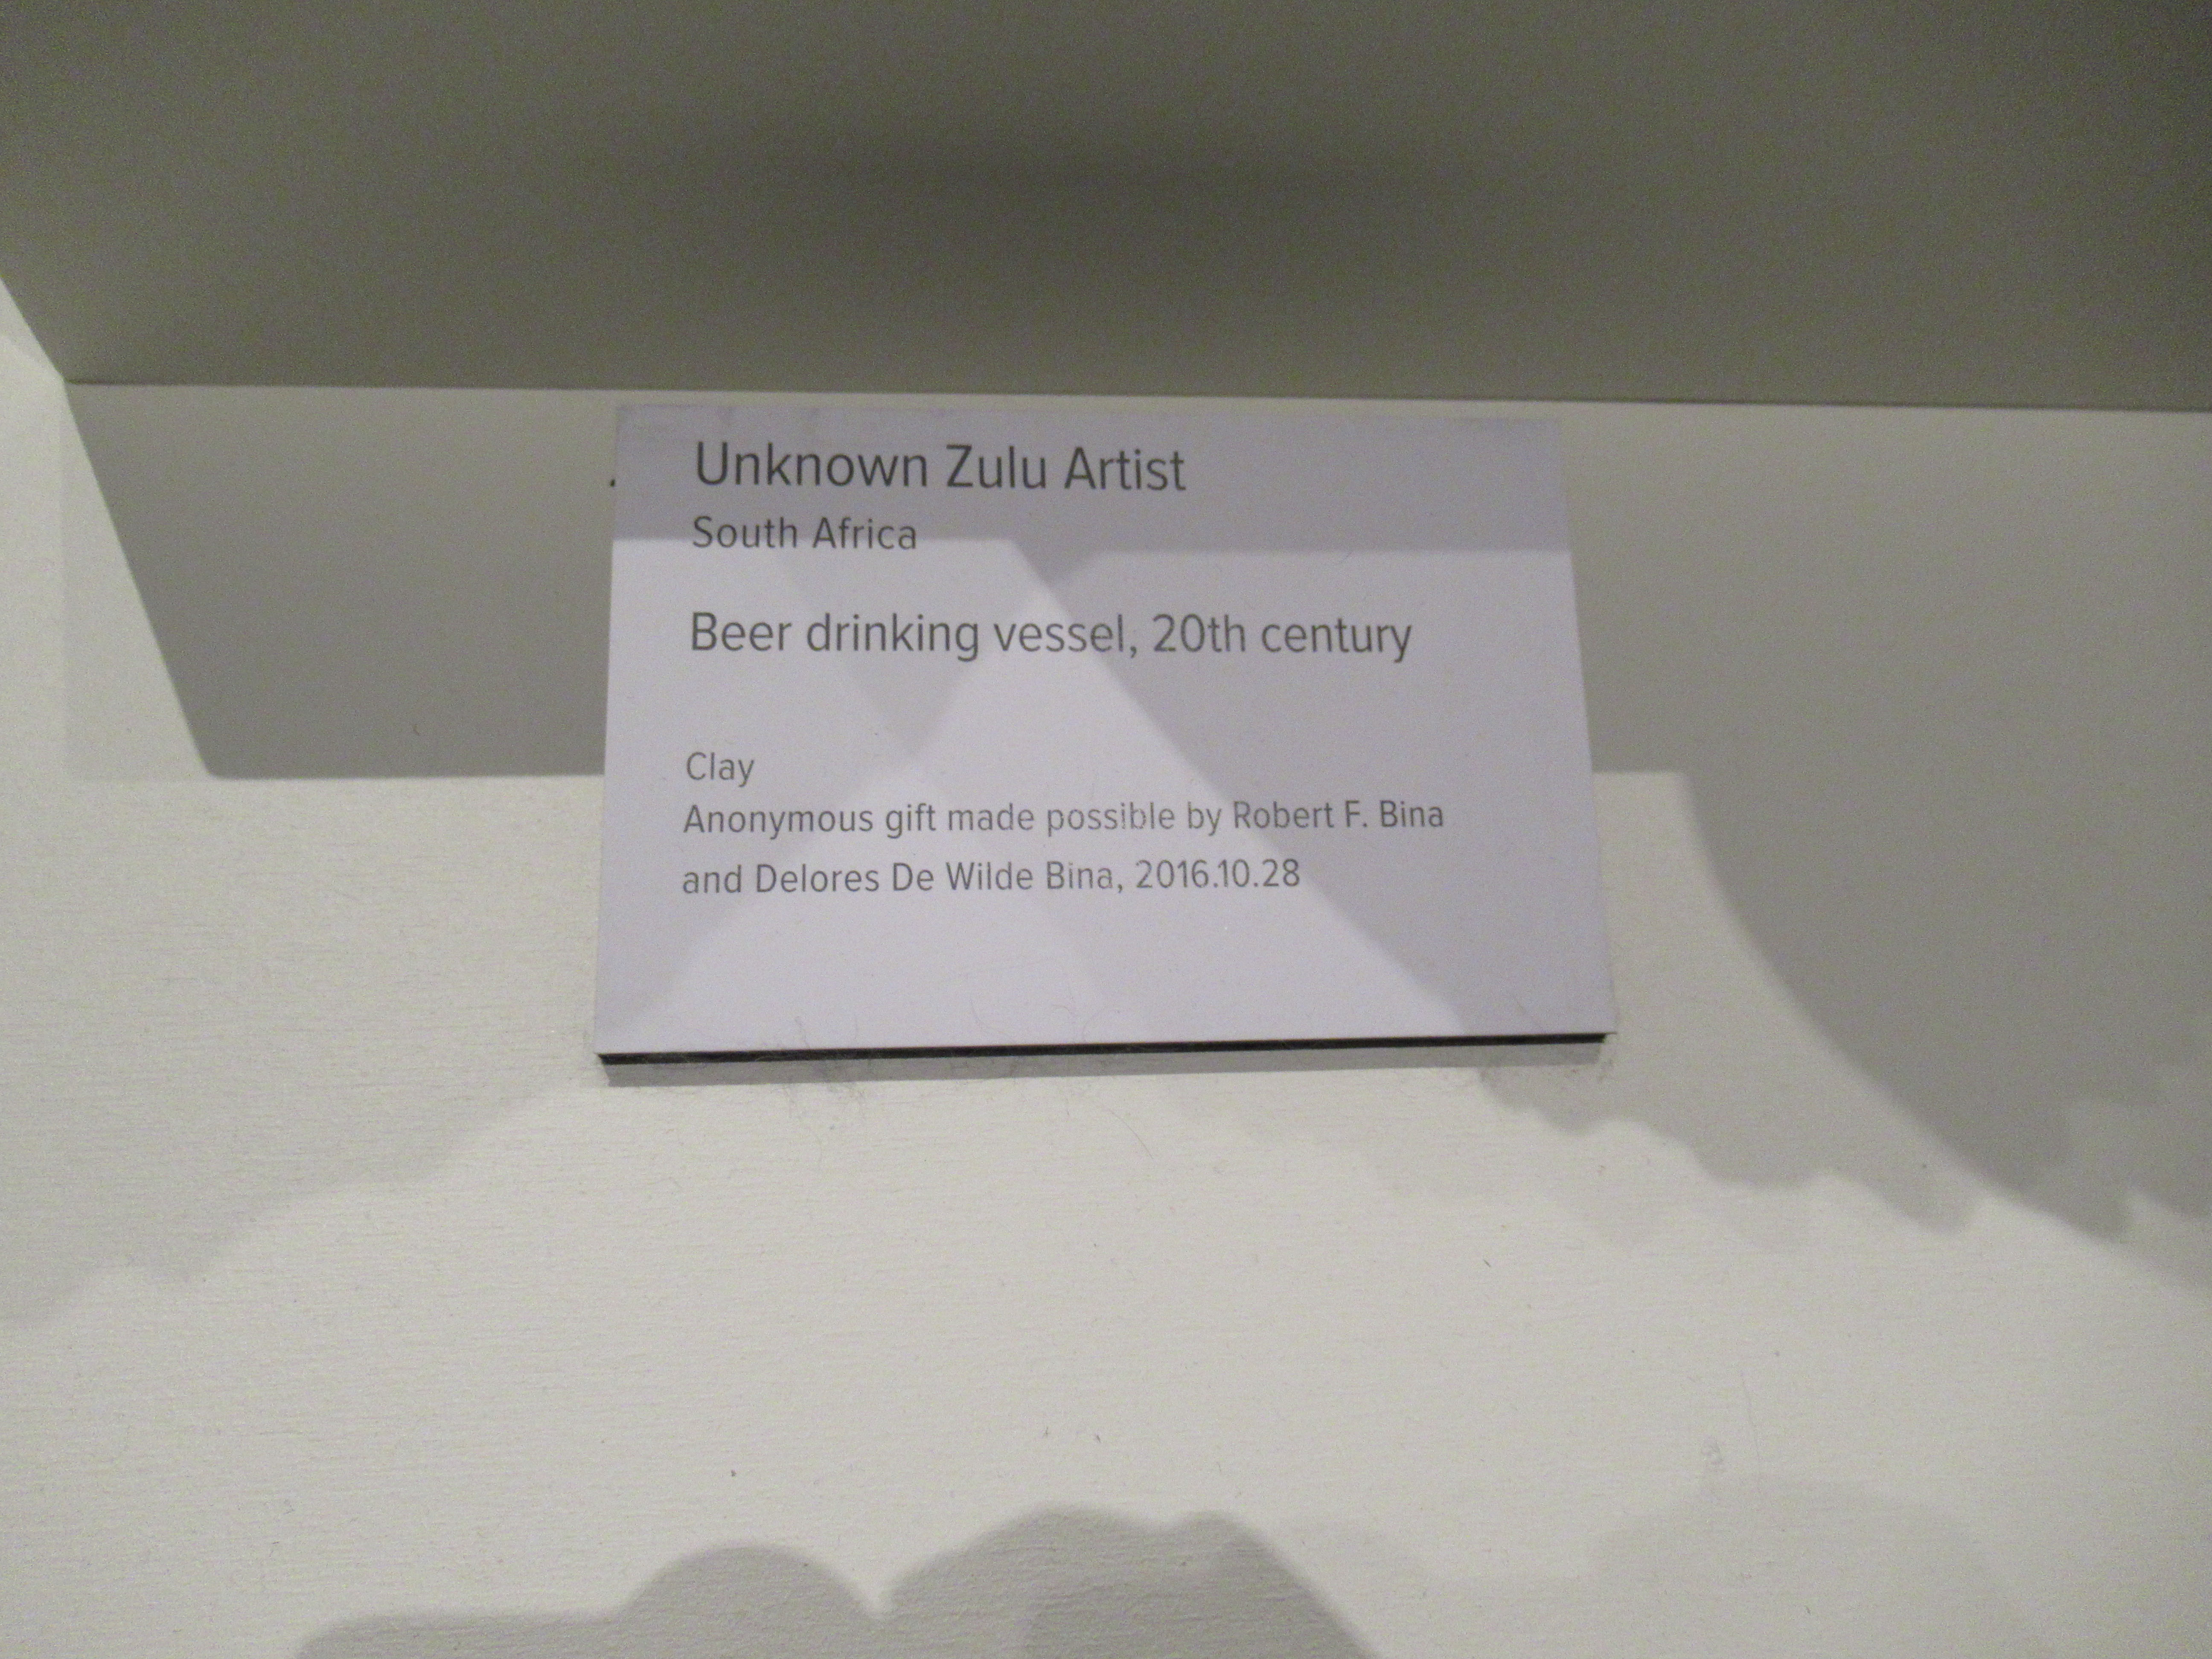 Unknown Zulu Artist
South Africa
Beer drinking vessel, 20th century
Clay
Anonymous gift made possible by Robert F. Bina
and Delores De Wilde Bina, 2016.10.28